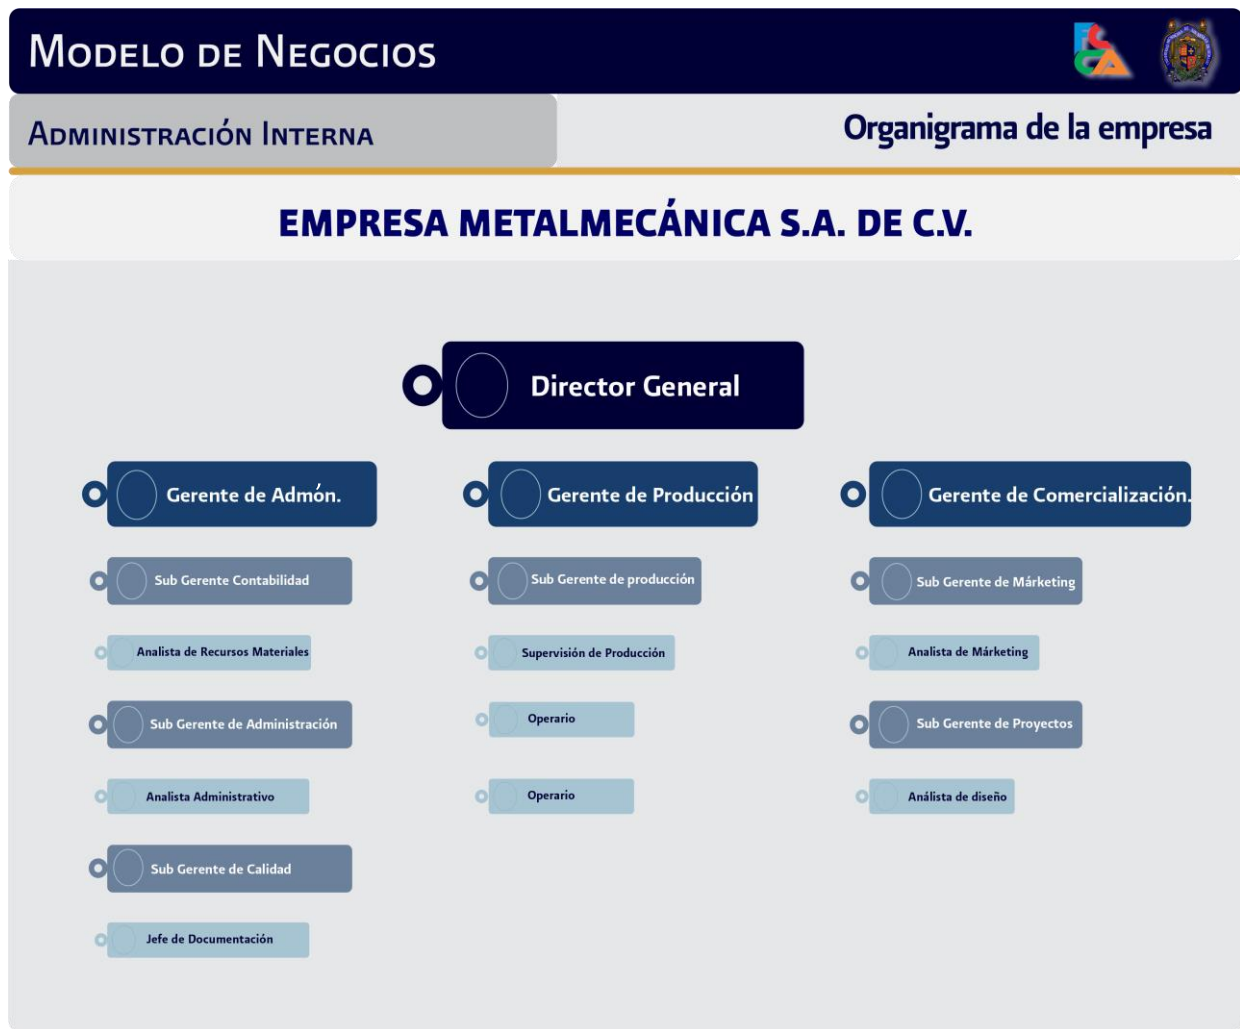 MODELO DE NEGOCIOS
ADMINISTRACIÓN INTERNA
Organigrama de la empresa
EMPRESA METALMECÁNICA S.A. DE C.V.
Director General
Gerente de Admón.
Sub Gerente Contabilidad
Analista de Recursos Materiales
Sub Gerente de Administración
Analista Administrativo
Sub Gerente de Calidad
Jefe de Documentación
Gerente de Producción
Sub Gerente de producción
Supervisión de Producción
Operario
Operario
Gerente de Comercialización.
Sub Gerente de Márketing
Analista de Márketing
Sub Gerente de Proyectos
Análista de diseño